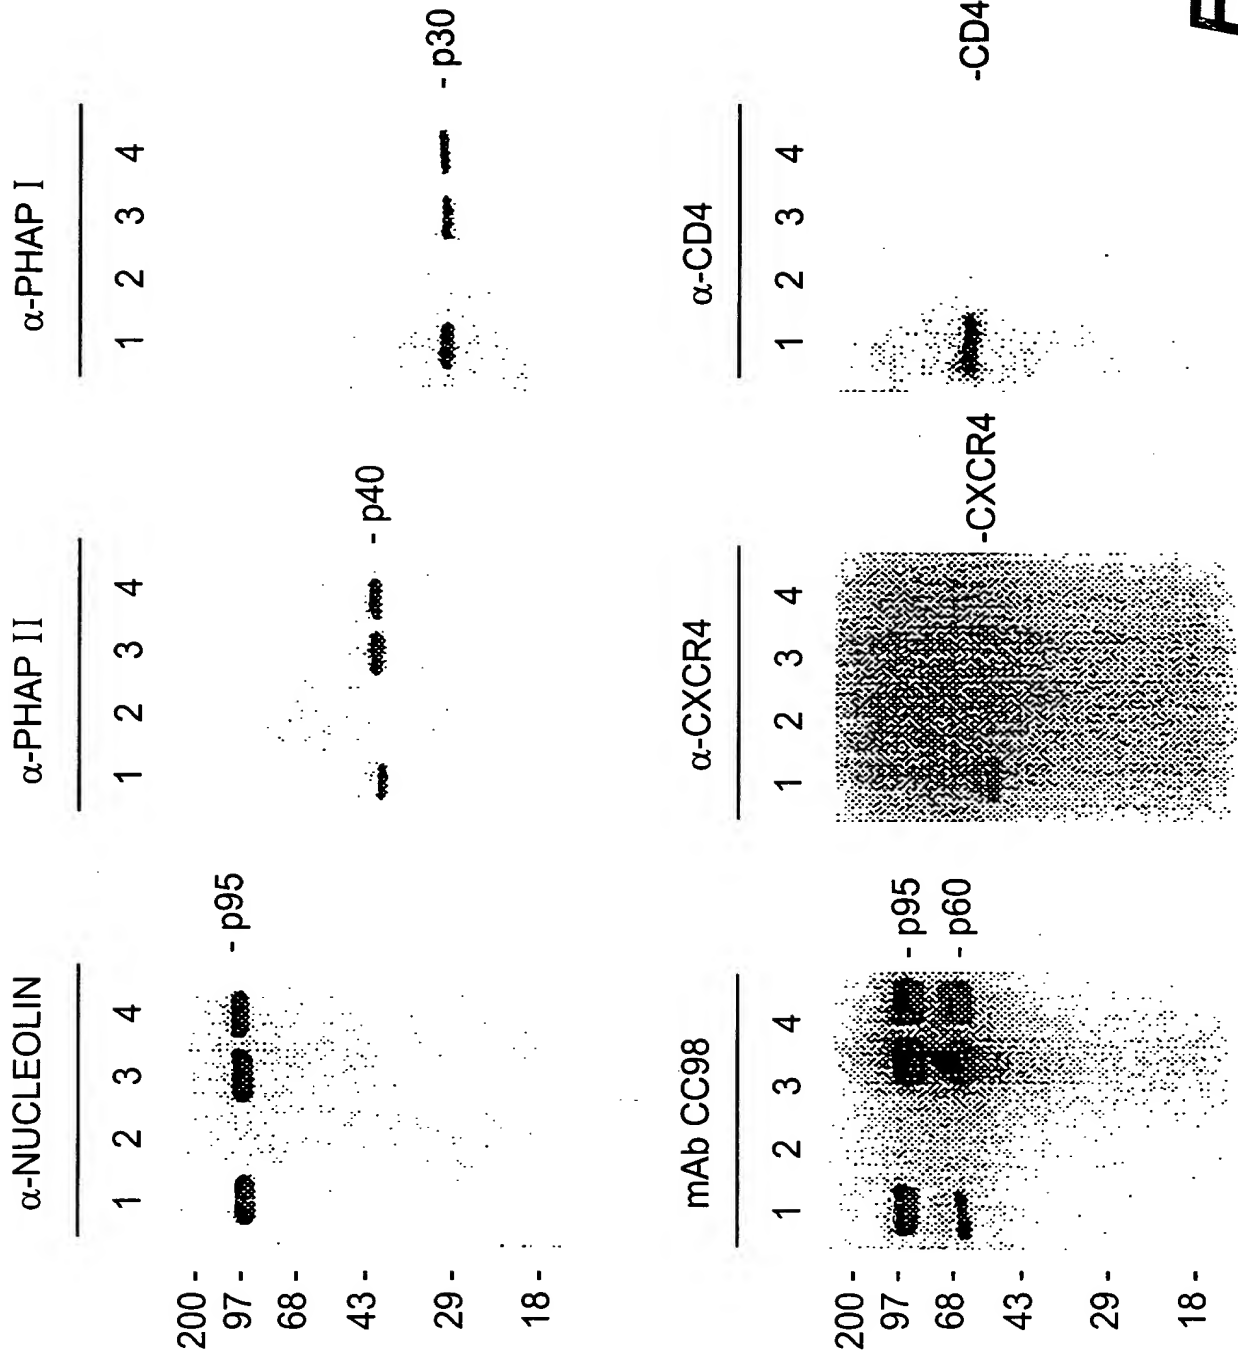 α-NUCLEOLIN
1 2 3 4
200-
97-
68-
43-
29-
18-
- p95
α-PHAP II
1 2 3 4
- p40
α-PHAP I
1 2 3 4
- p30
mAb CC98
1 2 3 4
200-
97-
68-
43-
29-
18-
- p95
- p60
α-CXCR4
1 2 3 4
-CXCR4
α-CD4
1 2 3 4
-CD4